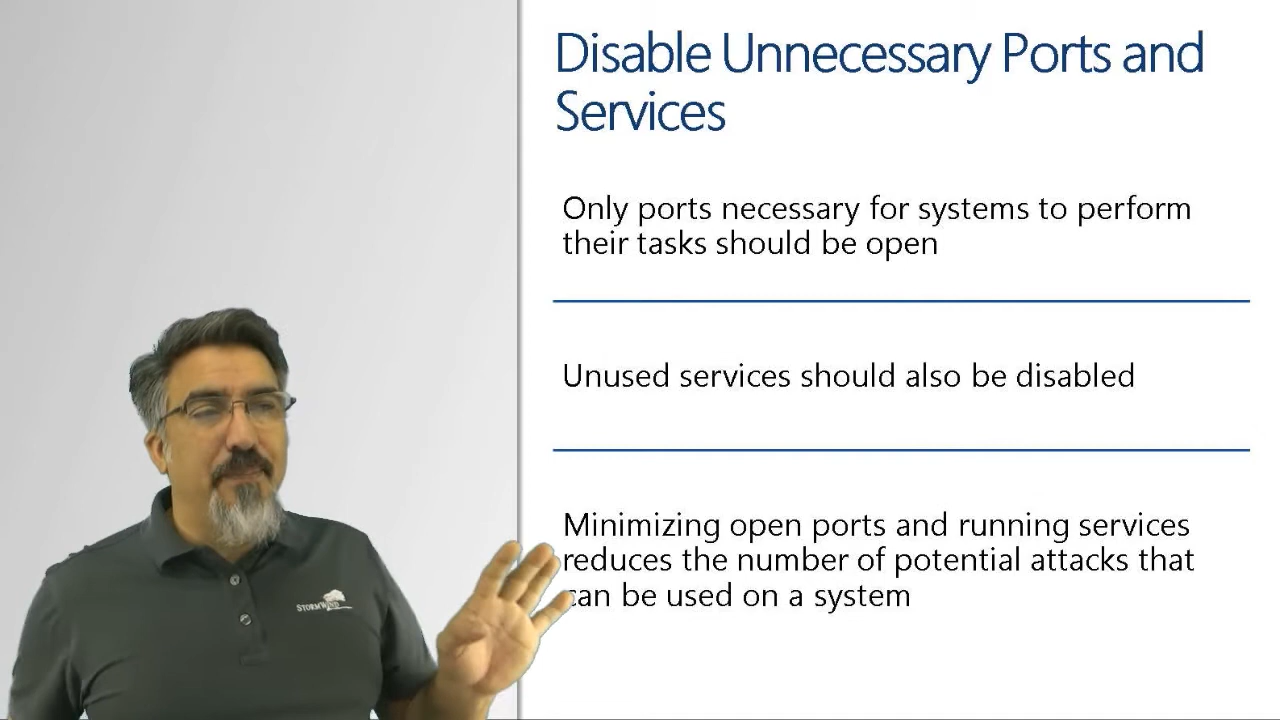 Disable Unnecessary Ports and
Services
Only ports necessary for systems to perform
their tasks should be open
Unused services should also be disabled
Minimizing open ports and running services
reduces the number of potential attacks that
can be used on a system
STORMWIND